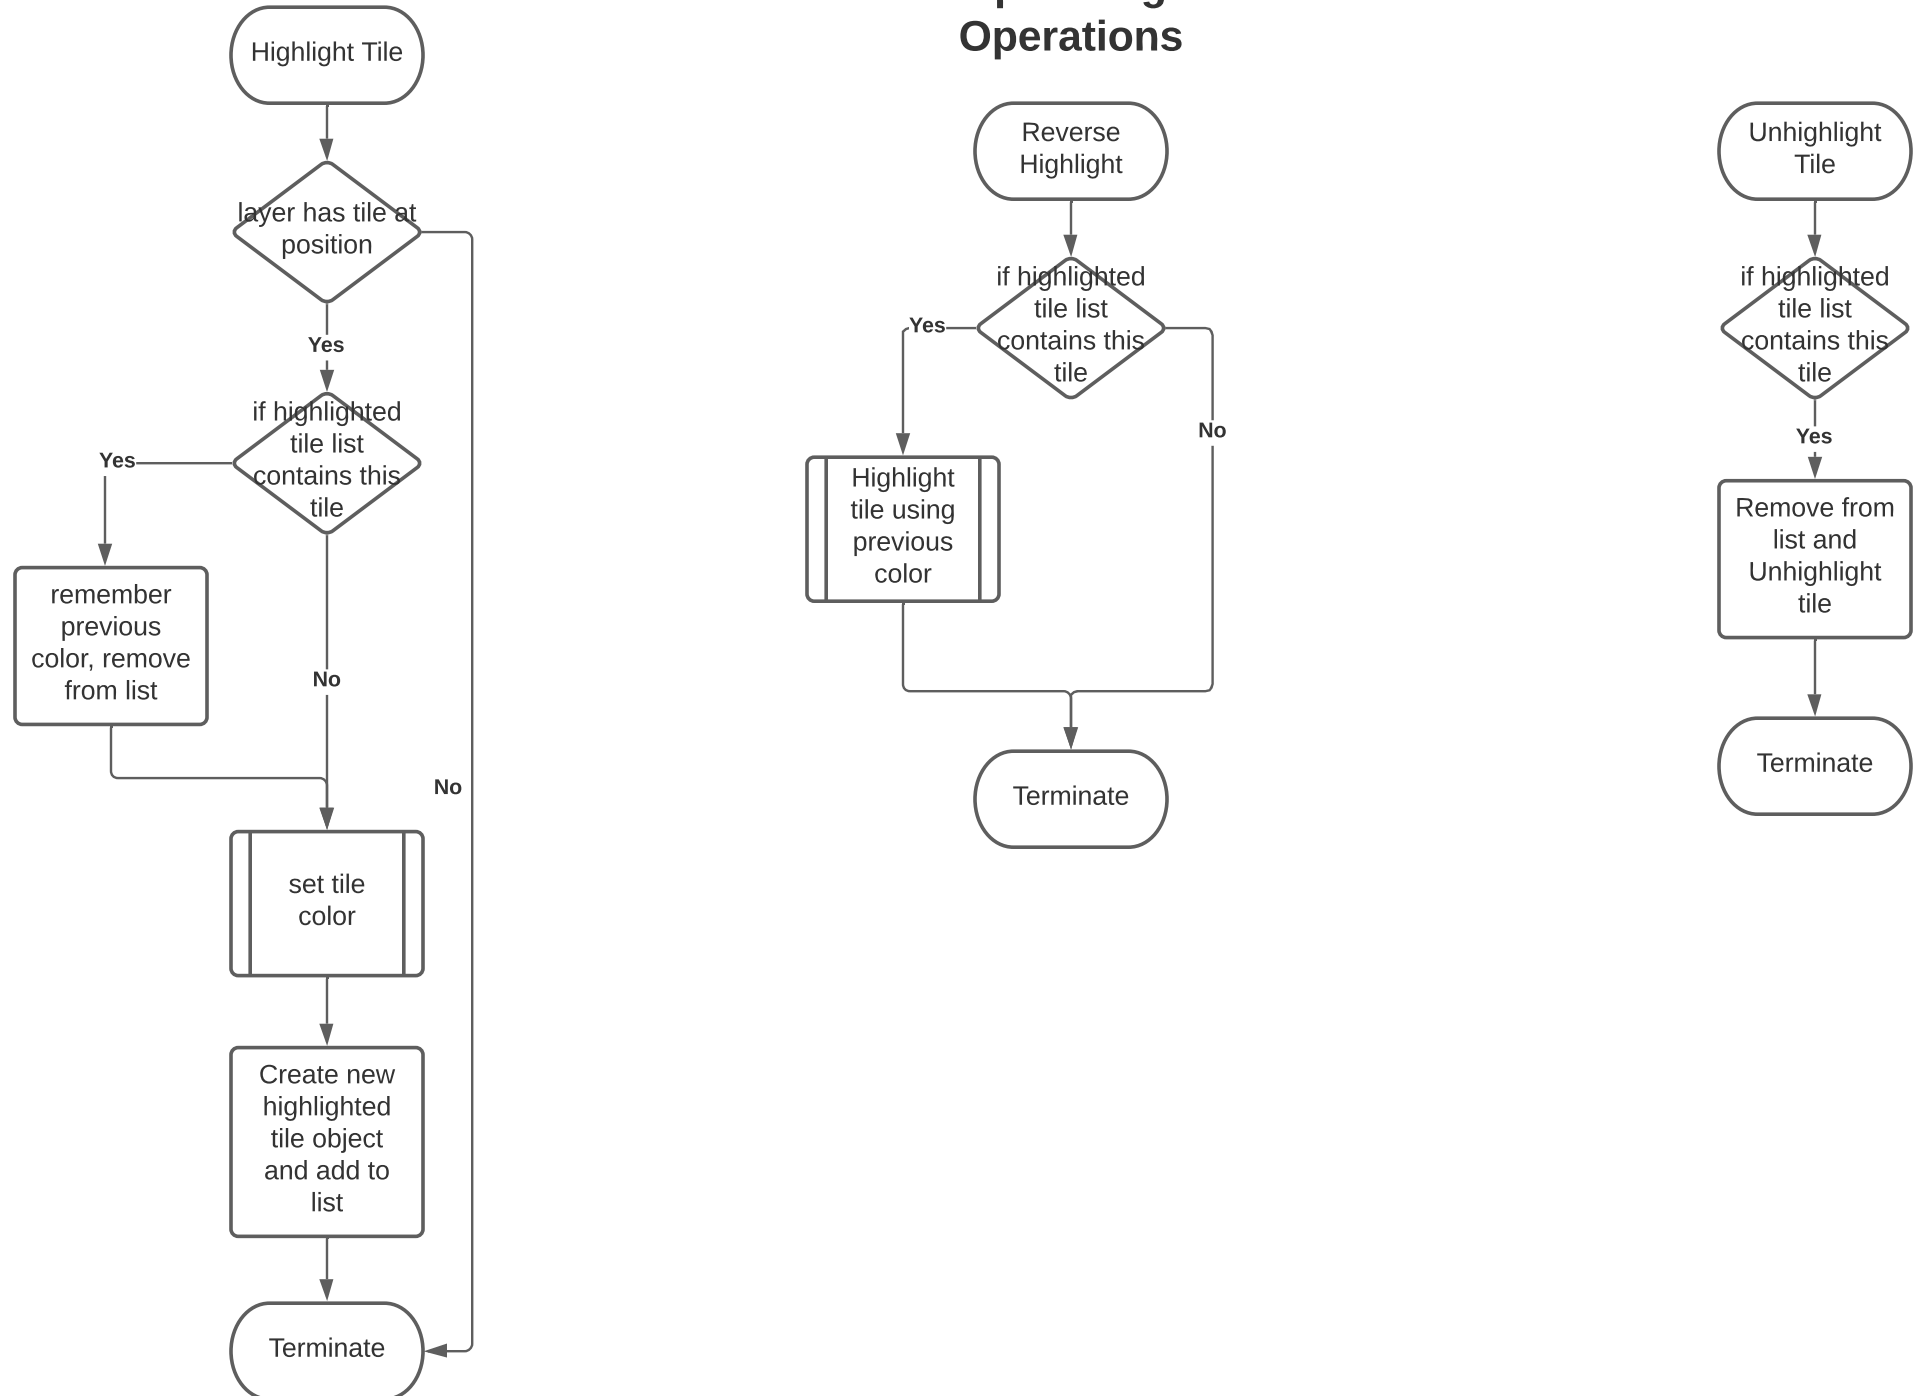 Operations
Highlight Tile
layer has tile at
position
Yes
if highlighted
tile list
contains this
tile
Yes
remember
previous
color, remove
from list
No
No
set tile
color
Create new
highlighted
tile object
and add to
list
Terminate
Reverse
Highlight
if highlighted
tile list
contains this
tile
Yes
No
Highlight
tile using
previous
color
Terminate
Unhighlight
Tile
if highlighted
tile list
contains this
tile
Yes
Remove from
list and
Unhighlight
tile
Terminate